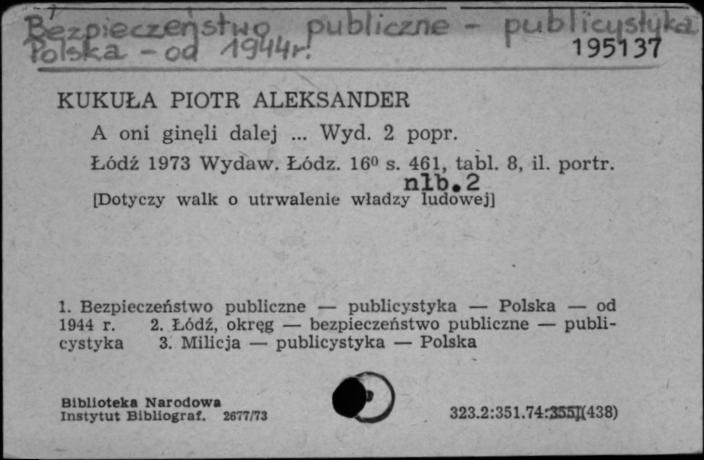 Bezpieczeństwo publiczne - publicystyka
Polska - od 1944r.
195137
KUKUŁA PIOTR ALEKSANDER
A oni ginęli dalej ... Wyd. 2 popr.
Łódź 1973 Wydaw. Łódz. 16⁰ s. 461, tabl. 8, il. portr.
nlb.2
[Dotyczy walk o utrwalenie władzy ludowej]
1. Bezpieczeństwo publiczne — publicystyka — Polska — od
1944 r. 2. Łódź, okręg — bezpieczeństwo publiczne — publi-
cystyka 3. Milicja — publicystyka — Polska
Biblioteka Narodowa
Instytut Bibliograf. 2677/73
323.2:351.74:355.1(438)